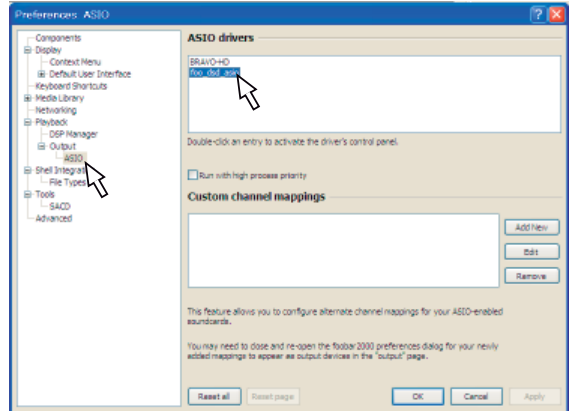 Preferences: ASIO
Components
Display
Context Menu
Default User Interface
Keyboard Shortcuts
Media Library
Networking
Playback
DSP Manager
Output
ASIO
Shell Integrat
File Types
Tools
SACD
Advanced
ASIO drivers
BRAVO-HD
foo_dsd_asio
Double-click an entry to activate the driver's control panel.
Run with high process priority
Custom channel mappings
Add New
Edit
Remove
This feature allows you to configure alternate channel mappings for your ASIO-enabled
soundcards.
You may need to close and re-open the foobar2000 preferences dialog for your newly
added mappings to appear as output devices in the "output" page.
Reset all
Reset page
OK
Cancel
Apply